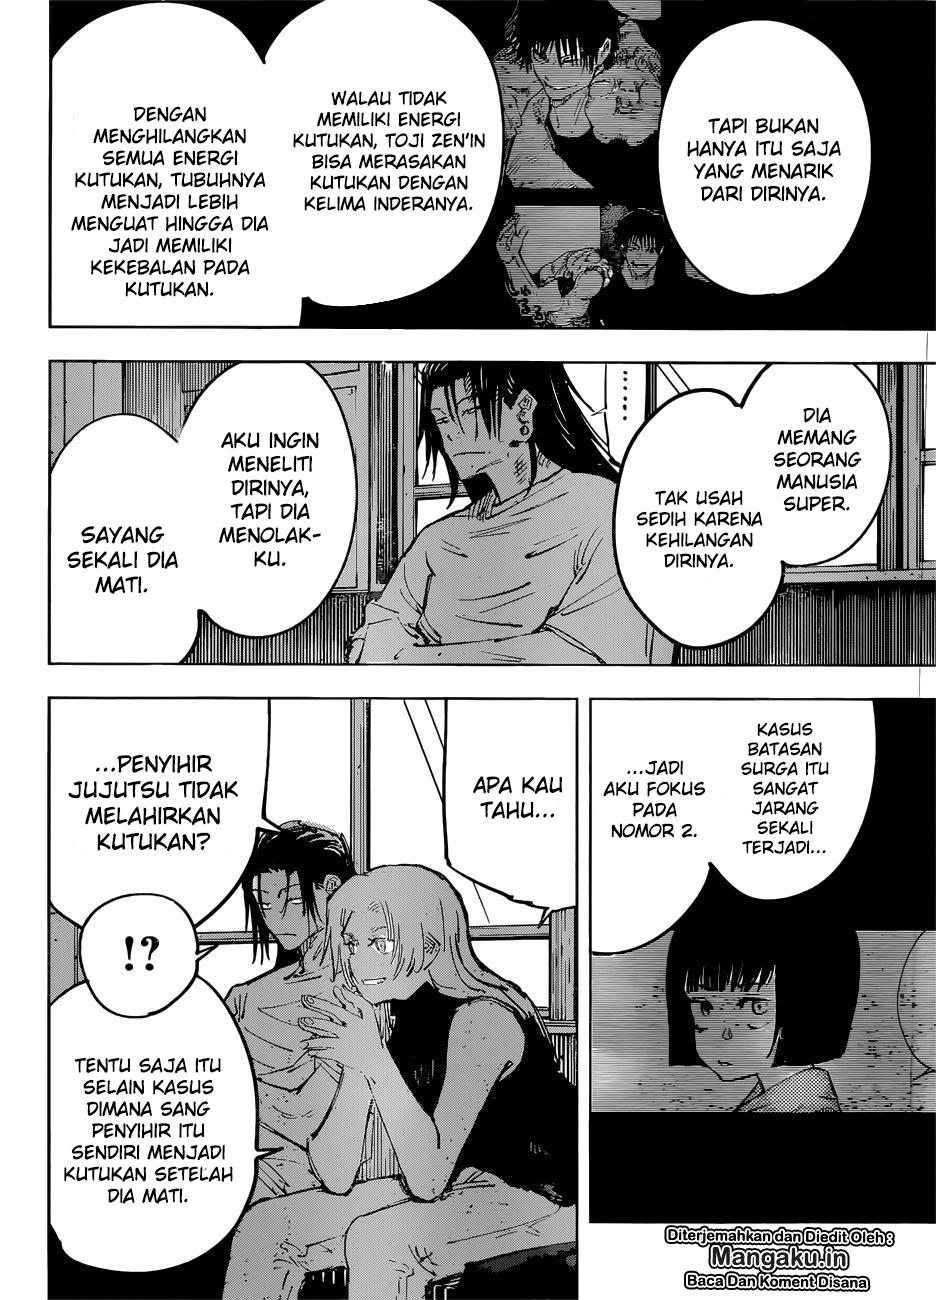 TAPI BUKAN
HANYA ITU SAJA
YANG MENARIK
DARI DIRINYA.
WALAU TIDAK
MEMILIKI ENERGI
KUTUKAN, TOJI ZEN'IN
BISA MERASAKAN
KUTUKAN DENGAN
KELIMA INDERANYA.
DENGAN
MENGHILANGKAN
SEMUA ENERGI
KUTUKAN, TUBUHNYA
MENJADI LEBIH
MENGUAT HINGGA DIA
JADI MEMILIKI
KEKEBALAN PADA
KUTUKAN.
DIA
MEMANG
SEORANG
MANUSIA
SUPER.
TAK USAH
SEDIH KARENA
KEHILANGAN
DIRINYA.
......
AKU INGIN
MENELITI
DIRINYA,
TAPI DIA
MENOLAK-
KU.
SAYANG
SEKALI DIA
MATI.
KASUS
BATASAN
SURGA ITU
SANGAT
JARANG
SEKALI
TERJADI...
...JADI
AKU FOKUS
PADA
NOMOR 2.
APA KAU
TAHU...
...PENYIHIR
JUJUTSU TIDAK
MELAHIRKAN
KUTUKAN?
!?
TENTU SAJA ITU
SELAIN KASUS
DIMANA SANG
PENYIHIR ITU
SENDIRI MENJADI
KUTUKAN SETELAH
DIA MATI.
Diterjemahkan dan Diedit Oleh :
Mangaku.in
Baca Dan Koment Disana